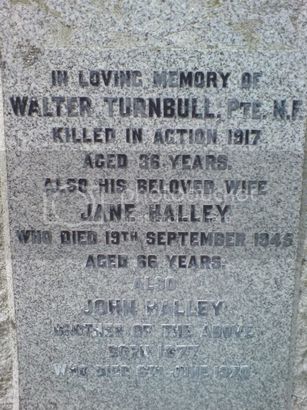 IN LOVING MEMORY OF
WALTER TURNBULL, PTE. N.F.
KILLED IN ACTION 1917
AGED 36 YEARS.
ALSO HIS BELOVED WIFE
JANE HALLEY
WHO DIED 19TH SEPTEMBER 1945
AGED 66 YEARS.
ALSO
JOHN HALLEY
BROTHER OF THE ABOVE
BORN 1877
WHO DIED 6TH JUNE